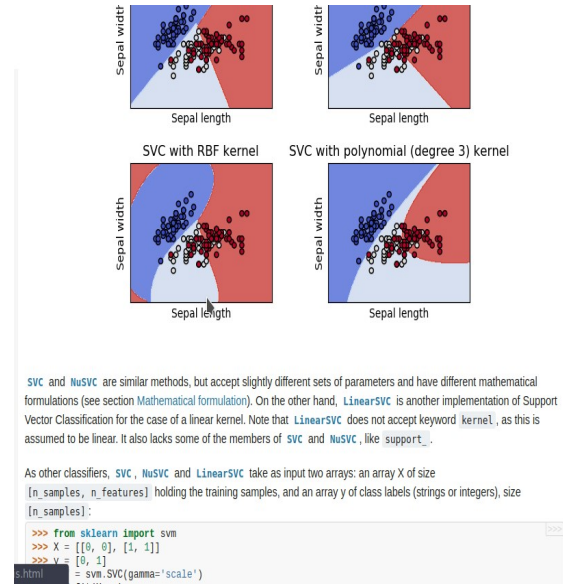 Sepal width
Sepal width
Sepal length
Sepal length
SVC with RBF kernel
SVC with polynomial (degree 3) kernel
Sepal width
Sepal width
Sepal length
Sepal length
SVC and NuSVC are similar methods, but accept slightly different sets of parameters and have different mathematical
formulations (see section Mathematical formulation). On the other hand, LinearSVC is another implementation of Support
Vector Classification for the case of a linear kernel. Note that LinearSVC does not accept keyword kernel, as this is
assumed to be linear. It also lacks some of the members of SVC and NuSVC, like support_.
As other classifiers, SVC, NuSVC and LinearSVC take as input two arrays: an array X of size
[n_samples, n_features] holding the training samples, and an array y of class labels (strings or integers), size
[n_samples]:
>>>
>>> from sklearn import svm
>>> X = [[0, 0], [1, 1]]
>>> y = [0, 1]
s.html = svm.SVC(gamma='scale')